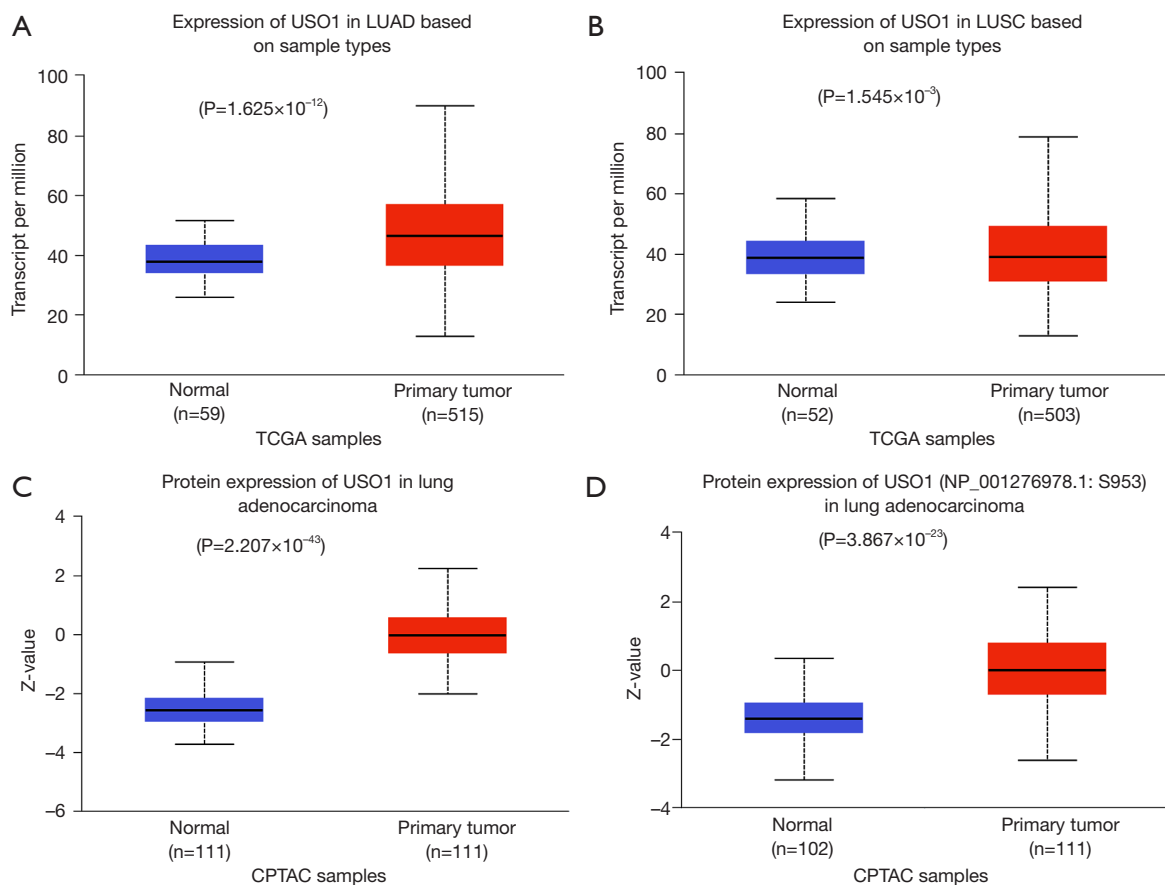 A
Expression of USO1 in LUAD based
on sample types
(P=1.625×10⁻¹²)
Transcript per million
100
80
60
40
20
0
Normal
(n=59)
Primary tumor
(n=515)
TCGA samples
B
Expression of USO1 in LUSC based
on sample types
(P=1.545×10⁻³)
Transcript per million
100
80
60
40
20
0
Normal
(n=52)
Primary tumor
(n=503)
TCGA samples
C
Protein expression of USO1 in lung
adenocarcinoma
(P=2.207×10⁻⁴³)
Z-value
4
2
0
–2
–4
–6
Normal
(n=111)
Primary tumor
(n=111)
CPTAC samples
D
Protein expression of USO1 (NP_001276978.1: S953)
in lung adenocarcinoma
(P=3.867×10⁻²³)
Z-value
4
2
0
–2
–4
Normal
(n=102)
Primary tumor
(n=111)
CPTAC samples